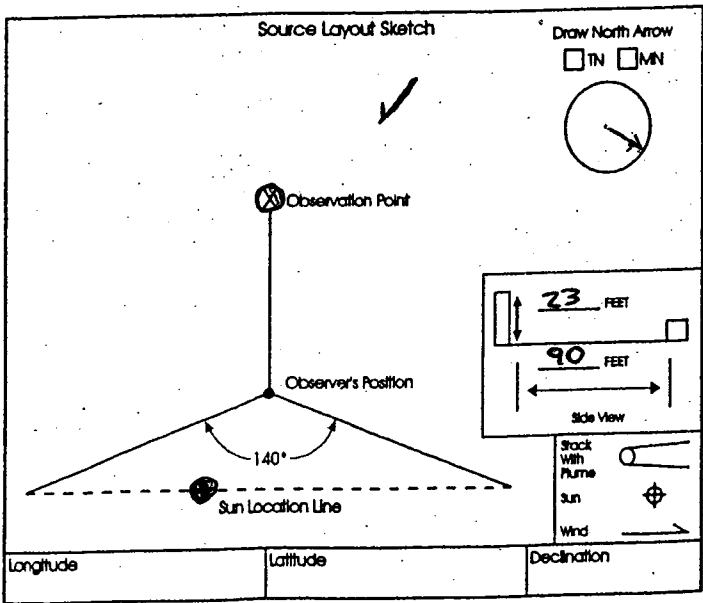 Source Layout Sketch
Draw North Arrow
TN MN
Observation Point
23 FEET
90 FEET
Side View
Observer's Position
140°
Sun Location Line
Stack
With
Plume
Sun
Wind
Longitude Latitude Declination